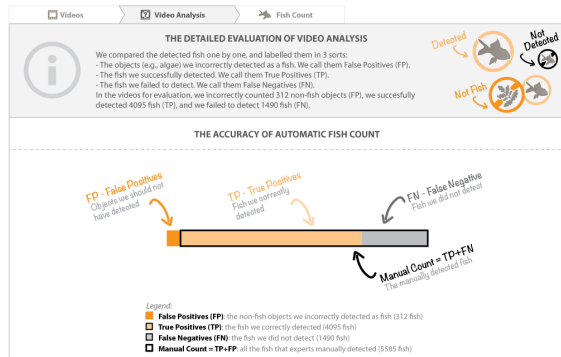 Videos
Video Analysis
Fish Count
THE DETAILED EVALUATION OF VIDEO ANALYSIS
We compared the detected fish one by one, and labelled them in 3 sorts:
- The objects (e.g., algae) we incorrectly detected as a fish. We call them False Positives (FP).
- The fish we successfully detected. We call them True Positives (TP).
- The fish we failed to detect. We call them False Negatives (FN).
In the videos for evaluation, we incorrectly counted 312 non-fish objects (FP), we succesfully
detected 4095 fish (TP), and we failed to detect 1490 fish (FN).
Detected
Not
Detected
Not Fish
THE ACCURACY OF AUTOMATIC FISH COUNT
FP - False Positives
Objects we should not
have detected
TP - True Positives
Fish we correctly
detected
FN - False Negative
Fish we did not detect
Manual Count = TP+FN
The manually detected fish
Legend:
False Positives (FP): the non-fish objects we incorrectly detected as fish (312 fish)
True Positives (TP): the fish we correctly detected (4095 fish)
False Negatives (FN): the fish we did not detect (1490 fish)
Manual Count = TP+FP: all the fish that experts manually detected (5585 fish)